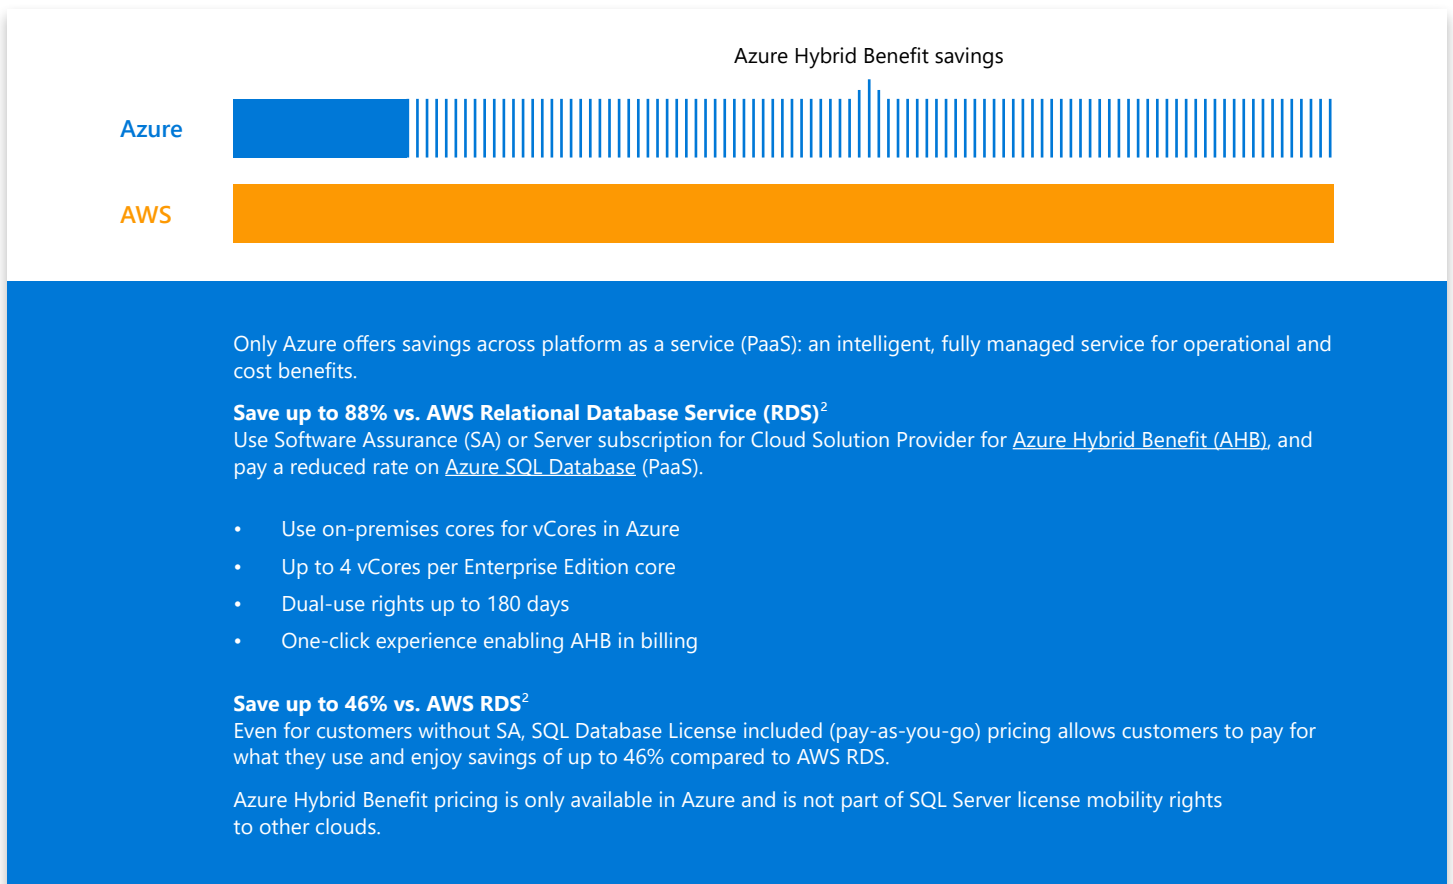 Azure Hybrid Benefit savings
Azure
AWS
Only Azure offers savings across platform as a service (PaaS): an intelligent, fully managed service for operational and
cost benefits.
Save up to 88% vs. AWS Relational Database Service (RDS)²
Use Software Assurance (SA) or Server subscription for Cloud Solution Provider for Azure Hybrid Benefit (AHB), and
pay a reduced rate on Azure SQL Database (PaaS).
• Use on-premises cores for vCores in Azure
• Up to 4 vCores per Enterprise Edition core
• Dual-use rights up to 180 days
• One-click experience enabling AHB in billing
Save up to 46% vs. AWS RDS²
Even for customers without SA, SQL Database License included (pay-as-you-go) pricing allows customers to pay for
what they use and enjoy savings of up to 46% compared to AWS RDS.
Azure Hybrid Benefit pricing is only available in Azure and is not part of SQL Server license mobility rights
to other clouds.